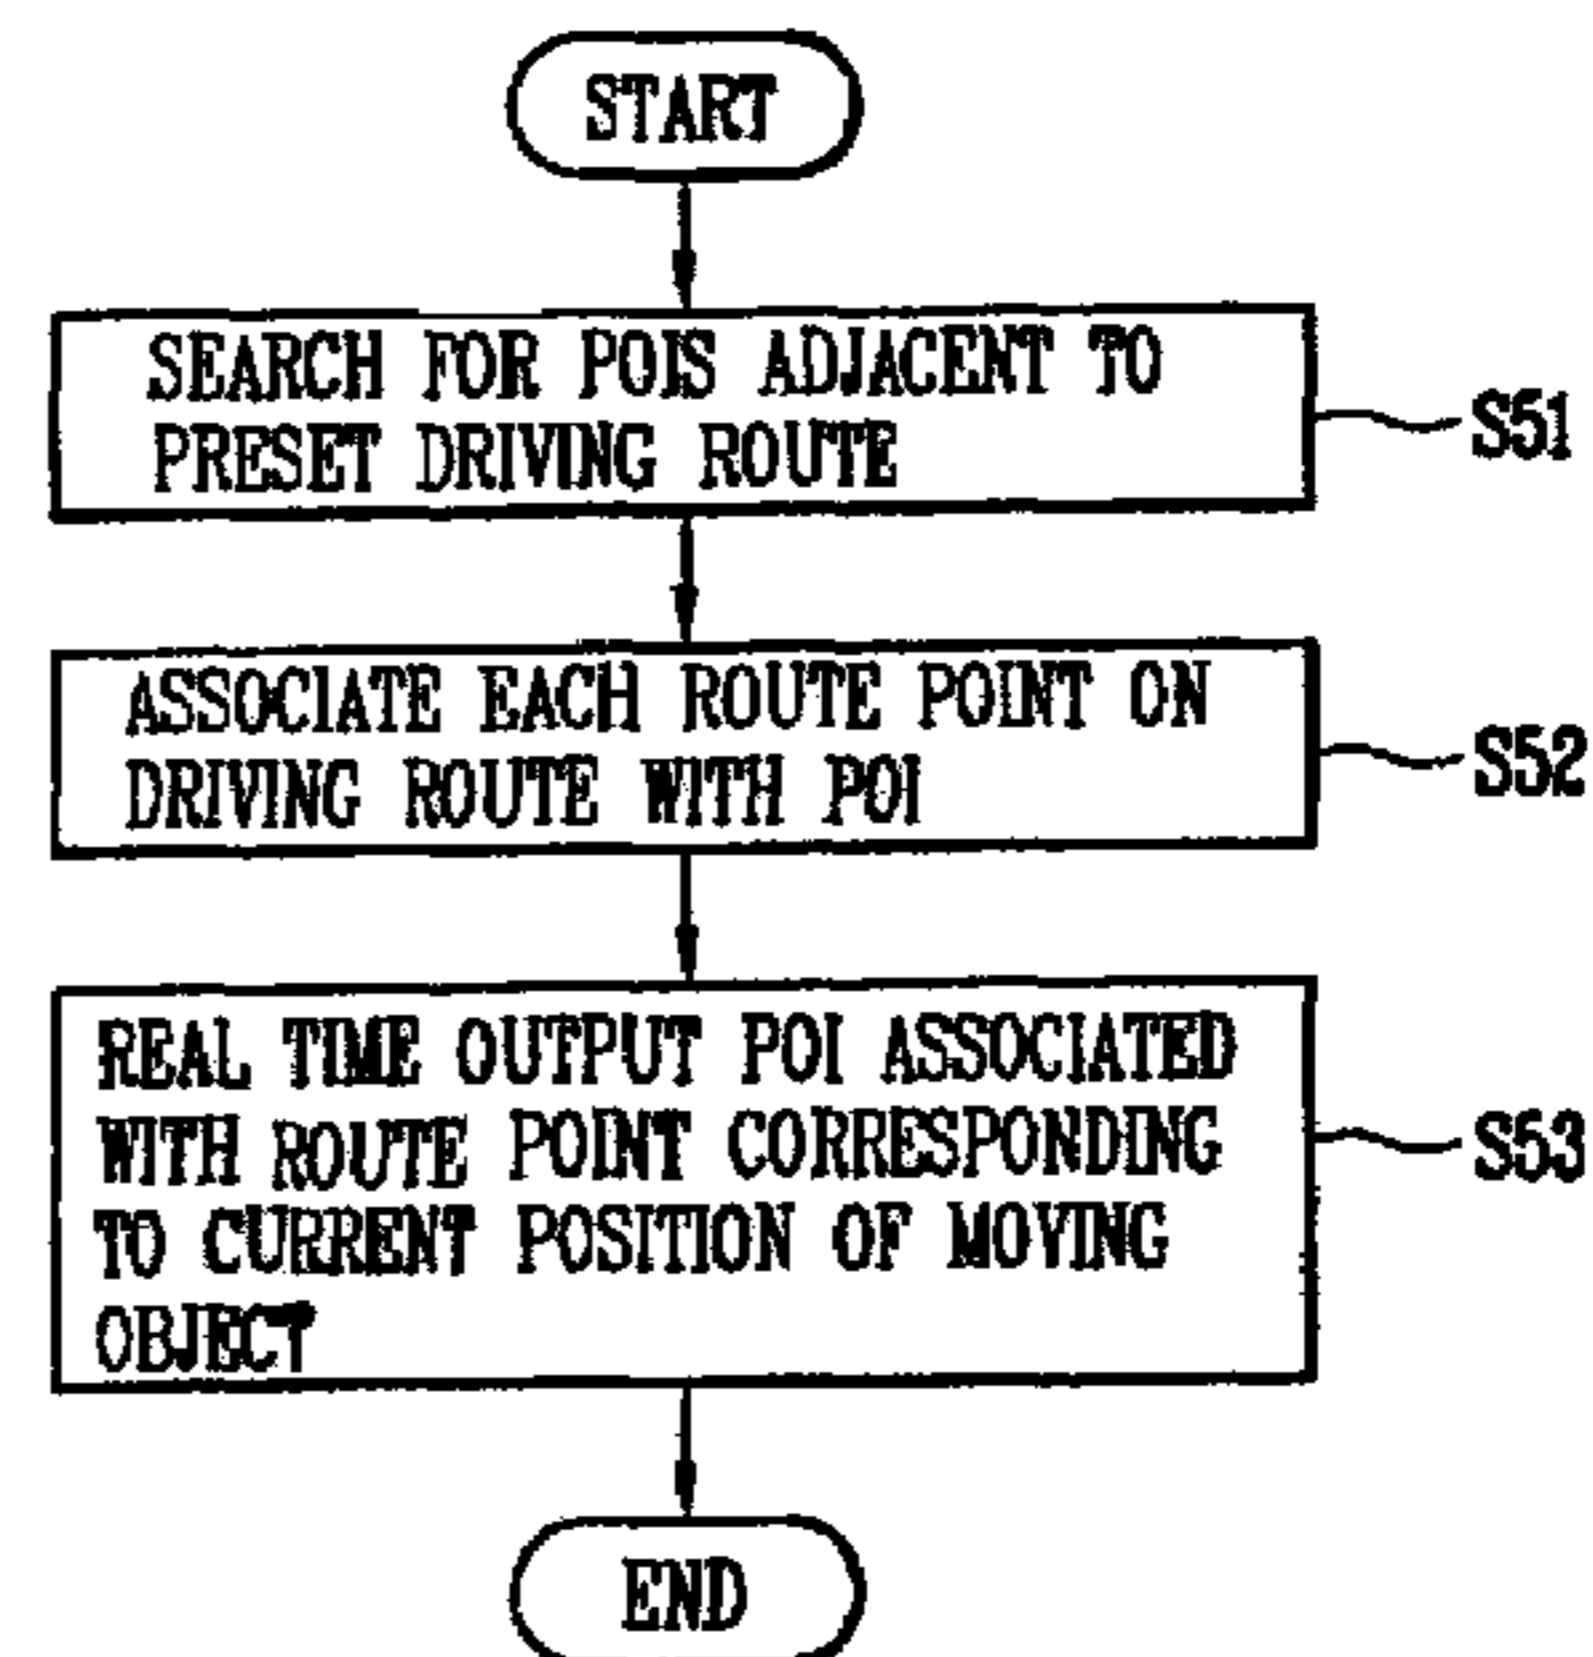 START
SEARCH FOR POIS ADJACENT TO
PRESET DRIVING ROUTE
S51
ASSOCIATE EACH ROUTE POINT ON
DRIVING ROUTE WITH POI
S52
REAL TIME OUTPUT POI ASSOCIATED
WITH ROUTE POINT CORRESPONDING
TO CURRENT POSITION OF MOVING
OBJECT
S53
END